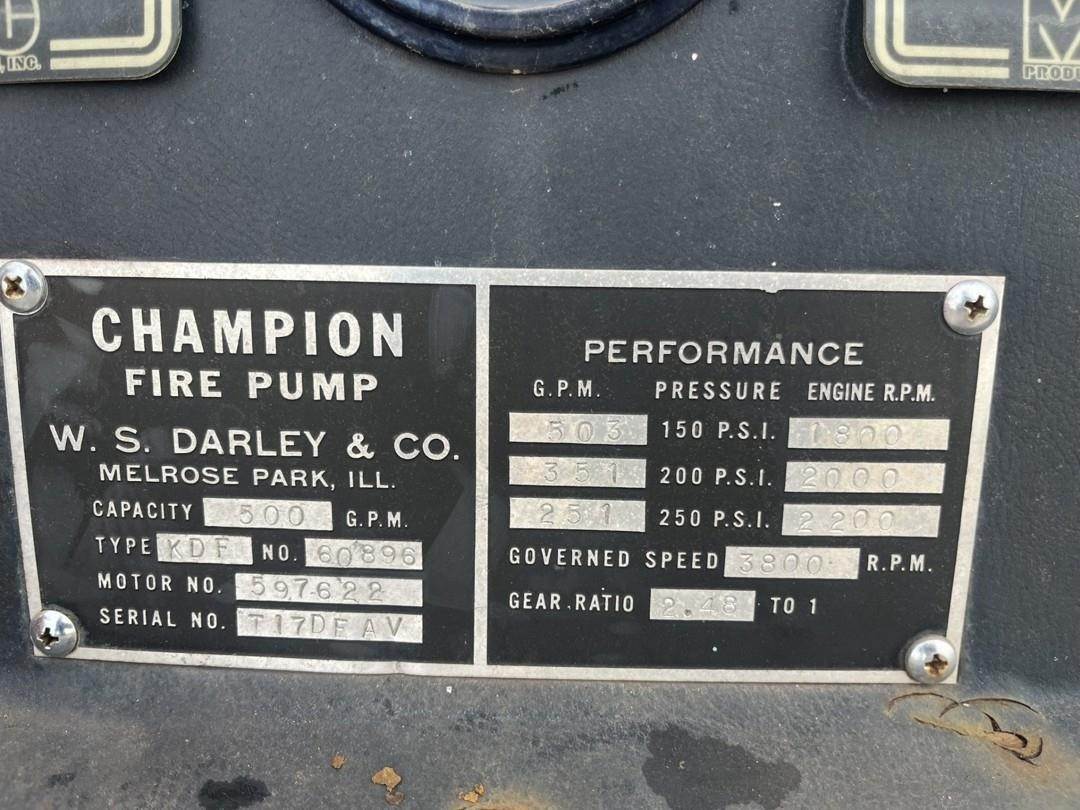 , INC.
PROD
CHAMPION
FIRE PUMP
W. S. DARLEY & CO.
MELROSE PARK, ILL.
CAPACITY 500 G.P.M.
TYPE KDF NO. 60896
MOTOR NO. 597622
SERIAL NO. T17DFAV
PERFORMANCE
G.P.M. PRESSURE ENGINE R.P.M.
503 150 P.S.I. 1800
351 200 P.S.I. 2000
251 250 P.S.I. 2200
GOVERNED SPEED 3800 R.P.M.
GEAR RATIO 2.48 TO 1